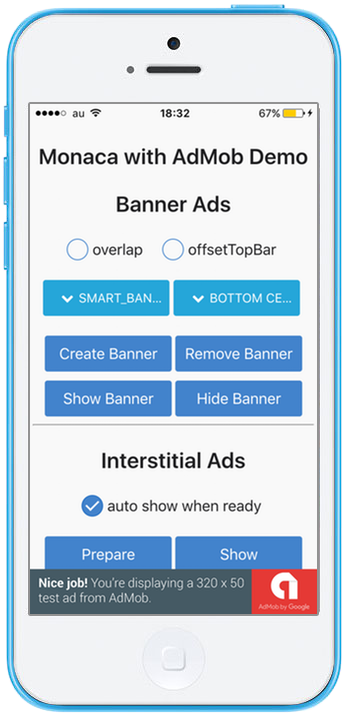 au 18:32 67%
Monaca with AdMob Demo
Banner Ads
overlap offsetTopBar
SMART_BAN... BOTTOM CE...
Create Banner Remove Banner
Show Banner Hide Banner
Interstitial Ads
auto show when ready
Prepare Show
Nice job! You're displaying a 320 x 50
test ad from AdMob.
AdMob by Google